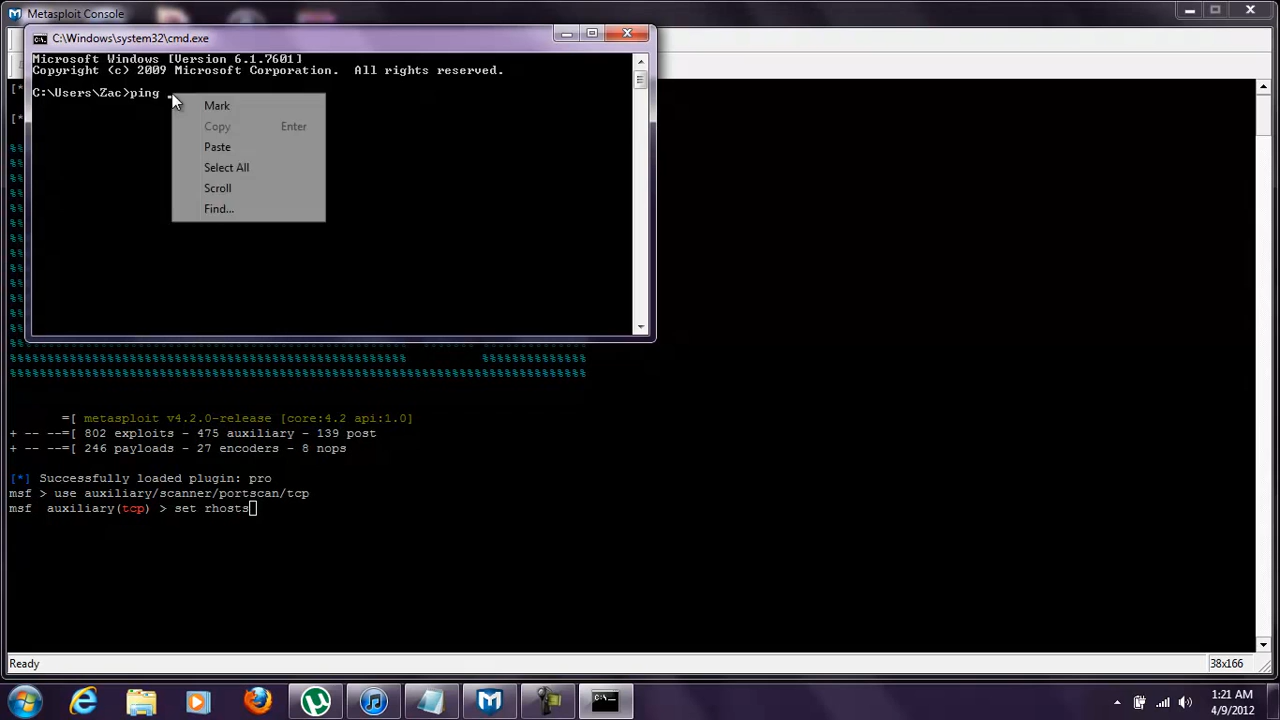 Metasploit Console
C:\Windows\system32\cmd.exe
Microsoft Windows [Version 6.1.7601]
Copyright (c) 2009 Microsoft Corporation.  All rights reserved.
C:\Users\Zac>ping
Mark
Copy Enter
Paste
Select All
Scroll
Find...
[*
[*
%%%%%%%%%%%%%%%%%%%%%%%%%%%%%%%%%%%%%%%%%%%%%%%%%%%%% %%%%%%%%%%%%%%
%%%%%%%%%%%%%%%%%%%%%%%%%%%%%%%%%%%%%%%%%%%%%%%%%%%%%%%%%%%%%%%%%%%%%%%%%%%%%%%
=[ metasploit v4.2.0-release [core:4.2 api:1.0]
+ -- --=[ 802 exploits - 475 auxiliary - 139 post
+ -- --=[ 246 payloads - 27 encoders - 8 nops
[*] Successfully loaded plugin: pro
msf > use auxiliary/scanner/portscan/tcp
msf  auxiliary(tcp) > set rhosts
Ready
38x166
C:\
1:21 AM
4/9/2012